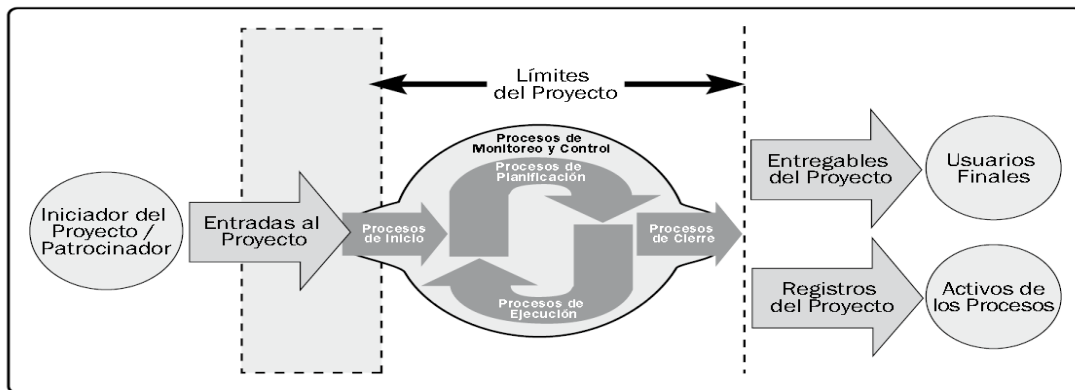 Límites
del Proyecto
Procesos de
Monitoreo y Control
Procesos de
Planificación
Iniciador del
Proyecto /
Patrocinador
Entradas al
Proyecto
Procesos
de Inicio
Procesos
de Cierre
Procesos de
Ejecución
Entregables
del Proyecto
Usuarios
Finales
Registros
del Proyecto
Activos de
los Procesos